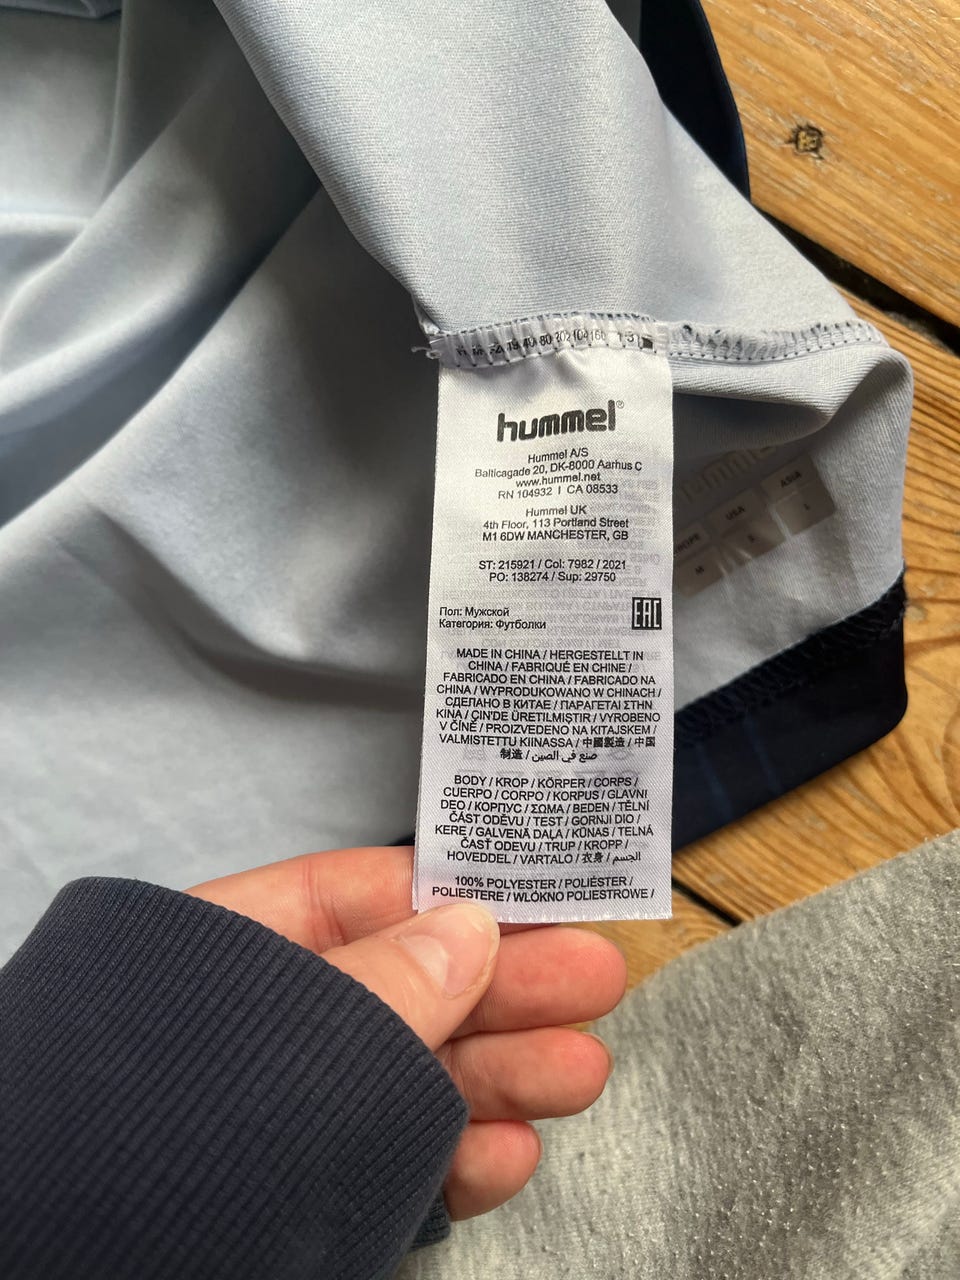 hummel®
Hummel A/S
Balticagade 20, DK-8000 Aarhus C
www.hummel.net
RN 104932 I CA 08533
Hummel UK
4th Floor, 113 Portland Street
M1 6DW MANCHESTER, GB
ST: 215921 / Col: 7982 / 2021
PO: 138274 / Sup: 29750
Пол: Мужской
Категория: Футболки
EAC
MADE IN CHINA / HERGESTELLT IN
CHINA / FABRIQUÉ EN CHINE /
FABRICADO EN CHINA / FABRICADO NA
CHINA / WYPRODUKOWANO W CHINACH /
СДЕЛАНО В КИТАЕ / ΠΑΡΑΓΕΤΑΙ ΣΤΗΝ
ΚΙΝΑ / ÇIN'DE ÜRETILMIŞTIR / VYROBENO
V ČÍNĚ / PROIZVEDENO NA KITAJSKEM /
VALMISTETTU KIINASSA / 中國製造 / 中国
制造 / صنع في الصين
BODY / KROP / KÖRPER / CORPS /
CUERPO / CORPO / KORPUS / GLAVNI
DEO / КОРПУС / ΣΩΜΑ / BEDEN / TĚLNÍ
ČÁST ODĚVU / TEST / GORNJI DIO /
KERE / GALVENĀ DAĻA / KŪNAS / TELNÁ
ČASŤ ODEVU / TRUP / KROPP /
HOVEDDEL / VARTALO / 衣身 / الجسم
100% POLYESTER / POLIÉSTER /
POLIESTERE / WŁÓKNO POLIESTROWE /
USA
ASIA
M
S
L